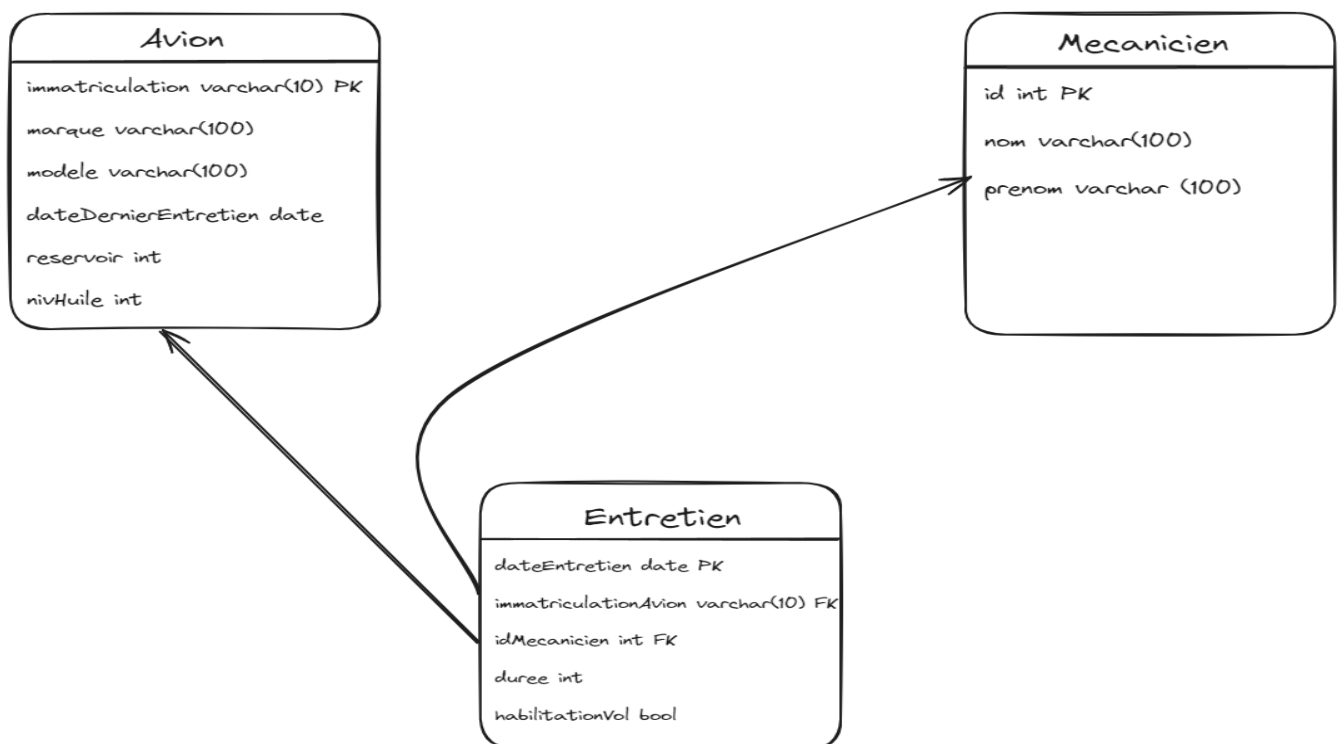 Avion
immatriculation varchar(10) PK
marque varchar(100)
modele varchar(100)
dateDernierEntretien date
reservoir int
nivHuile int
Mecanicien
id int PK
nom varchar(100)
prenom varchar (100)
Entretien
dateEntretien date PK
immatriculationAvion varchar(10) FK
idMecanicien int FK
duree int
habilitationVol bool